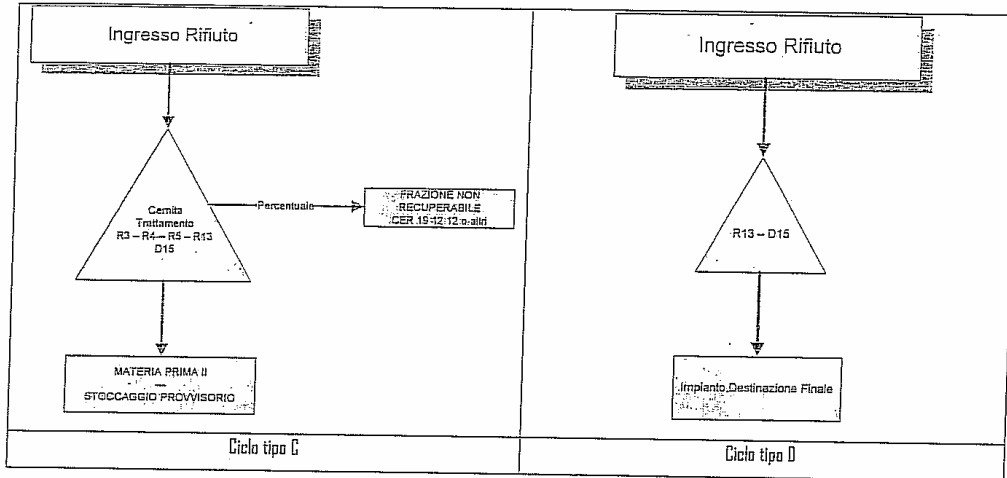 Ingresso Rifiuto
Cernita
Trattamento
R3 – R4 – R5 – R13
D15
Percentuale
FRAZIONE NON
RECUPERABILE
CER 19.12.12 o altri
MATERIA PRIMA II
—
STOCCAGGIO PROVVISORIO
Ciclo tipo C
Ingresso Rifiuto
R13 – D15
Impianto Destinazione Finale
Ciclo tipo D